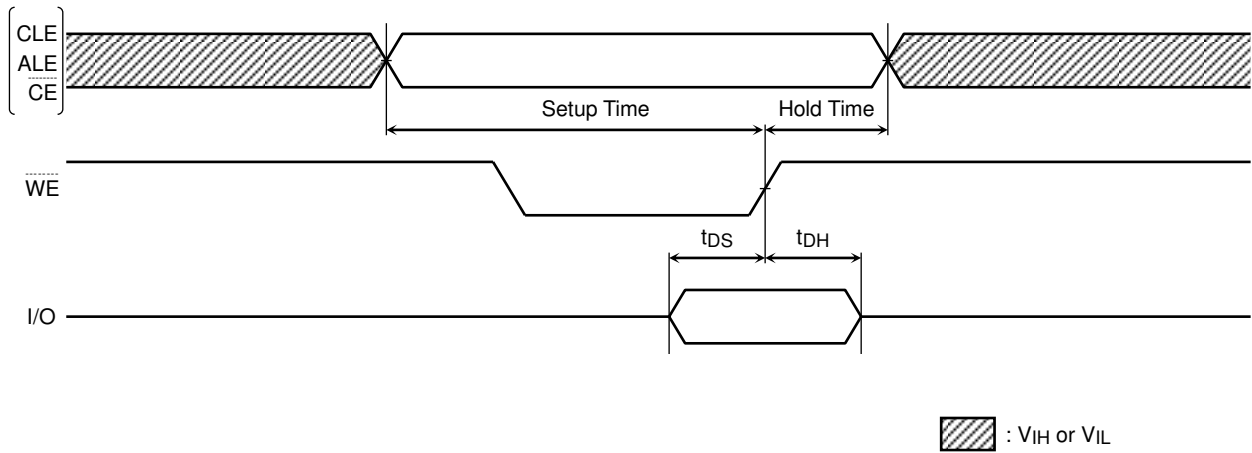 CLE
ALE
CE
Setup Time
Hold Time
WE
tDS
tDH
I/O
: VIH or VIL